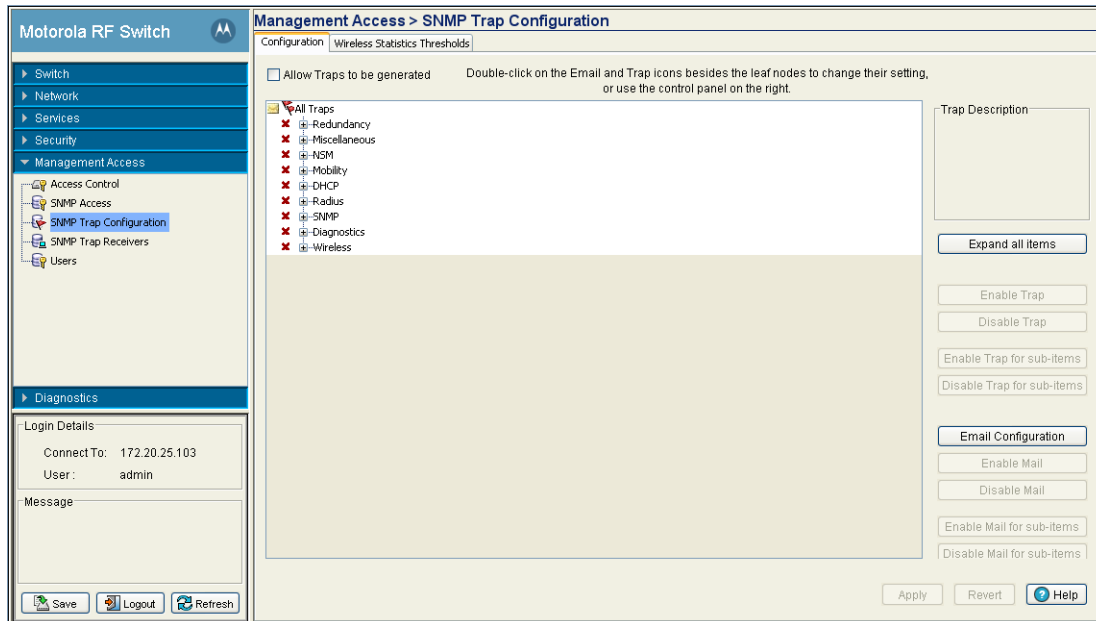 Motorola RF Switch
Switch
Network
Services
Security
Management Access
Access Control
SNMP Access
SNMP Trap Configuration
SNMP Trap Receivers
Users
Diagnostics
Login Details
Connect To: 172.20.25.103
User : admin
Message
Save Logout Refresh
Management Access > SNMP Trap Configuration
Configuration Wireless Statistics Thresholds
Allow Traps to be generated
Double-click on the Email and Trap icons besides the leaf nodes to change their setting,
or use the control panel on the right.
All Traps
Redundancy
Miscellaneous
NSM
Mobility
DHCP
Radius
SNMP
Diagnostics
Wireless
Trap Description
Expand all items
Enable Trap
Disable Trap
Enable Trap for sub-items
Disable Trap for sub-items
Email Configuration
Enable Mail
Disable Mail
Enable Mail for sub-items
Disable Mail for sub-items
Apply Revert Help